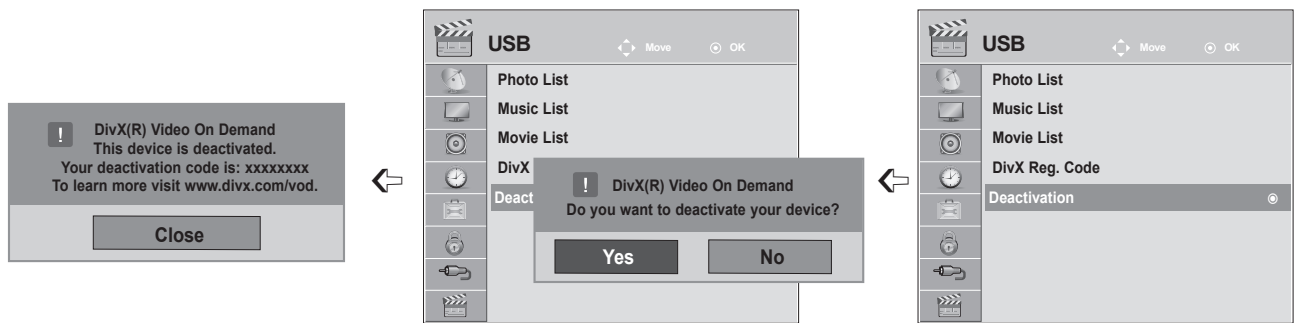 ! DivX(R) Video On Demand
This device is deactivated.
Your deactivation code is: xxxxxxxx
To learn more visit www.divx.com/vod.
Close
USB Move OK
Photo List
Music List
Movie List
DivX
Deact
! DivX(R) Video On Demand
Do you want to deactivate your device?
Yes No
USB Move OK
Photo List
Music List
Movie List
DivX Reg. Code
Deactivation